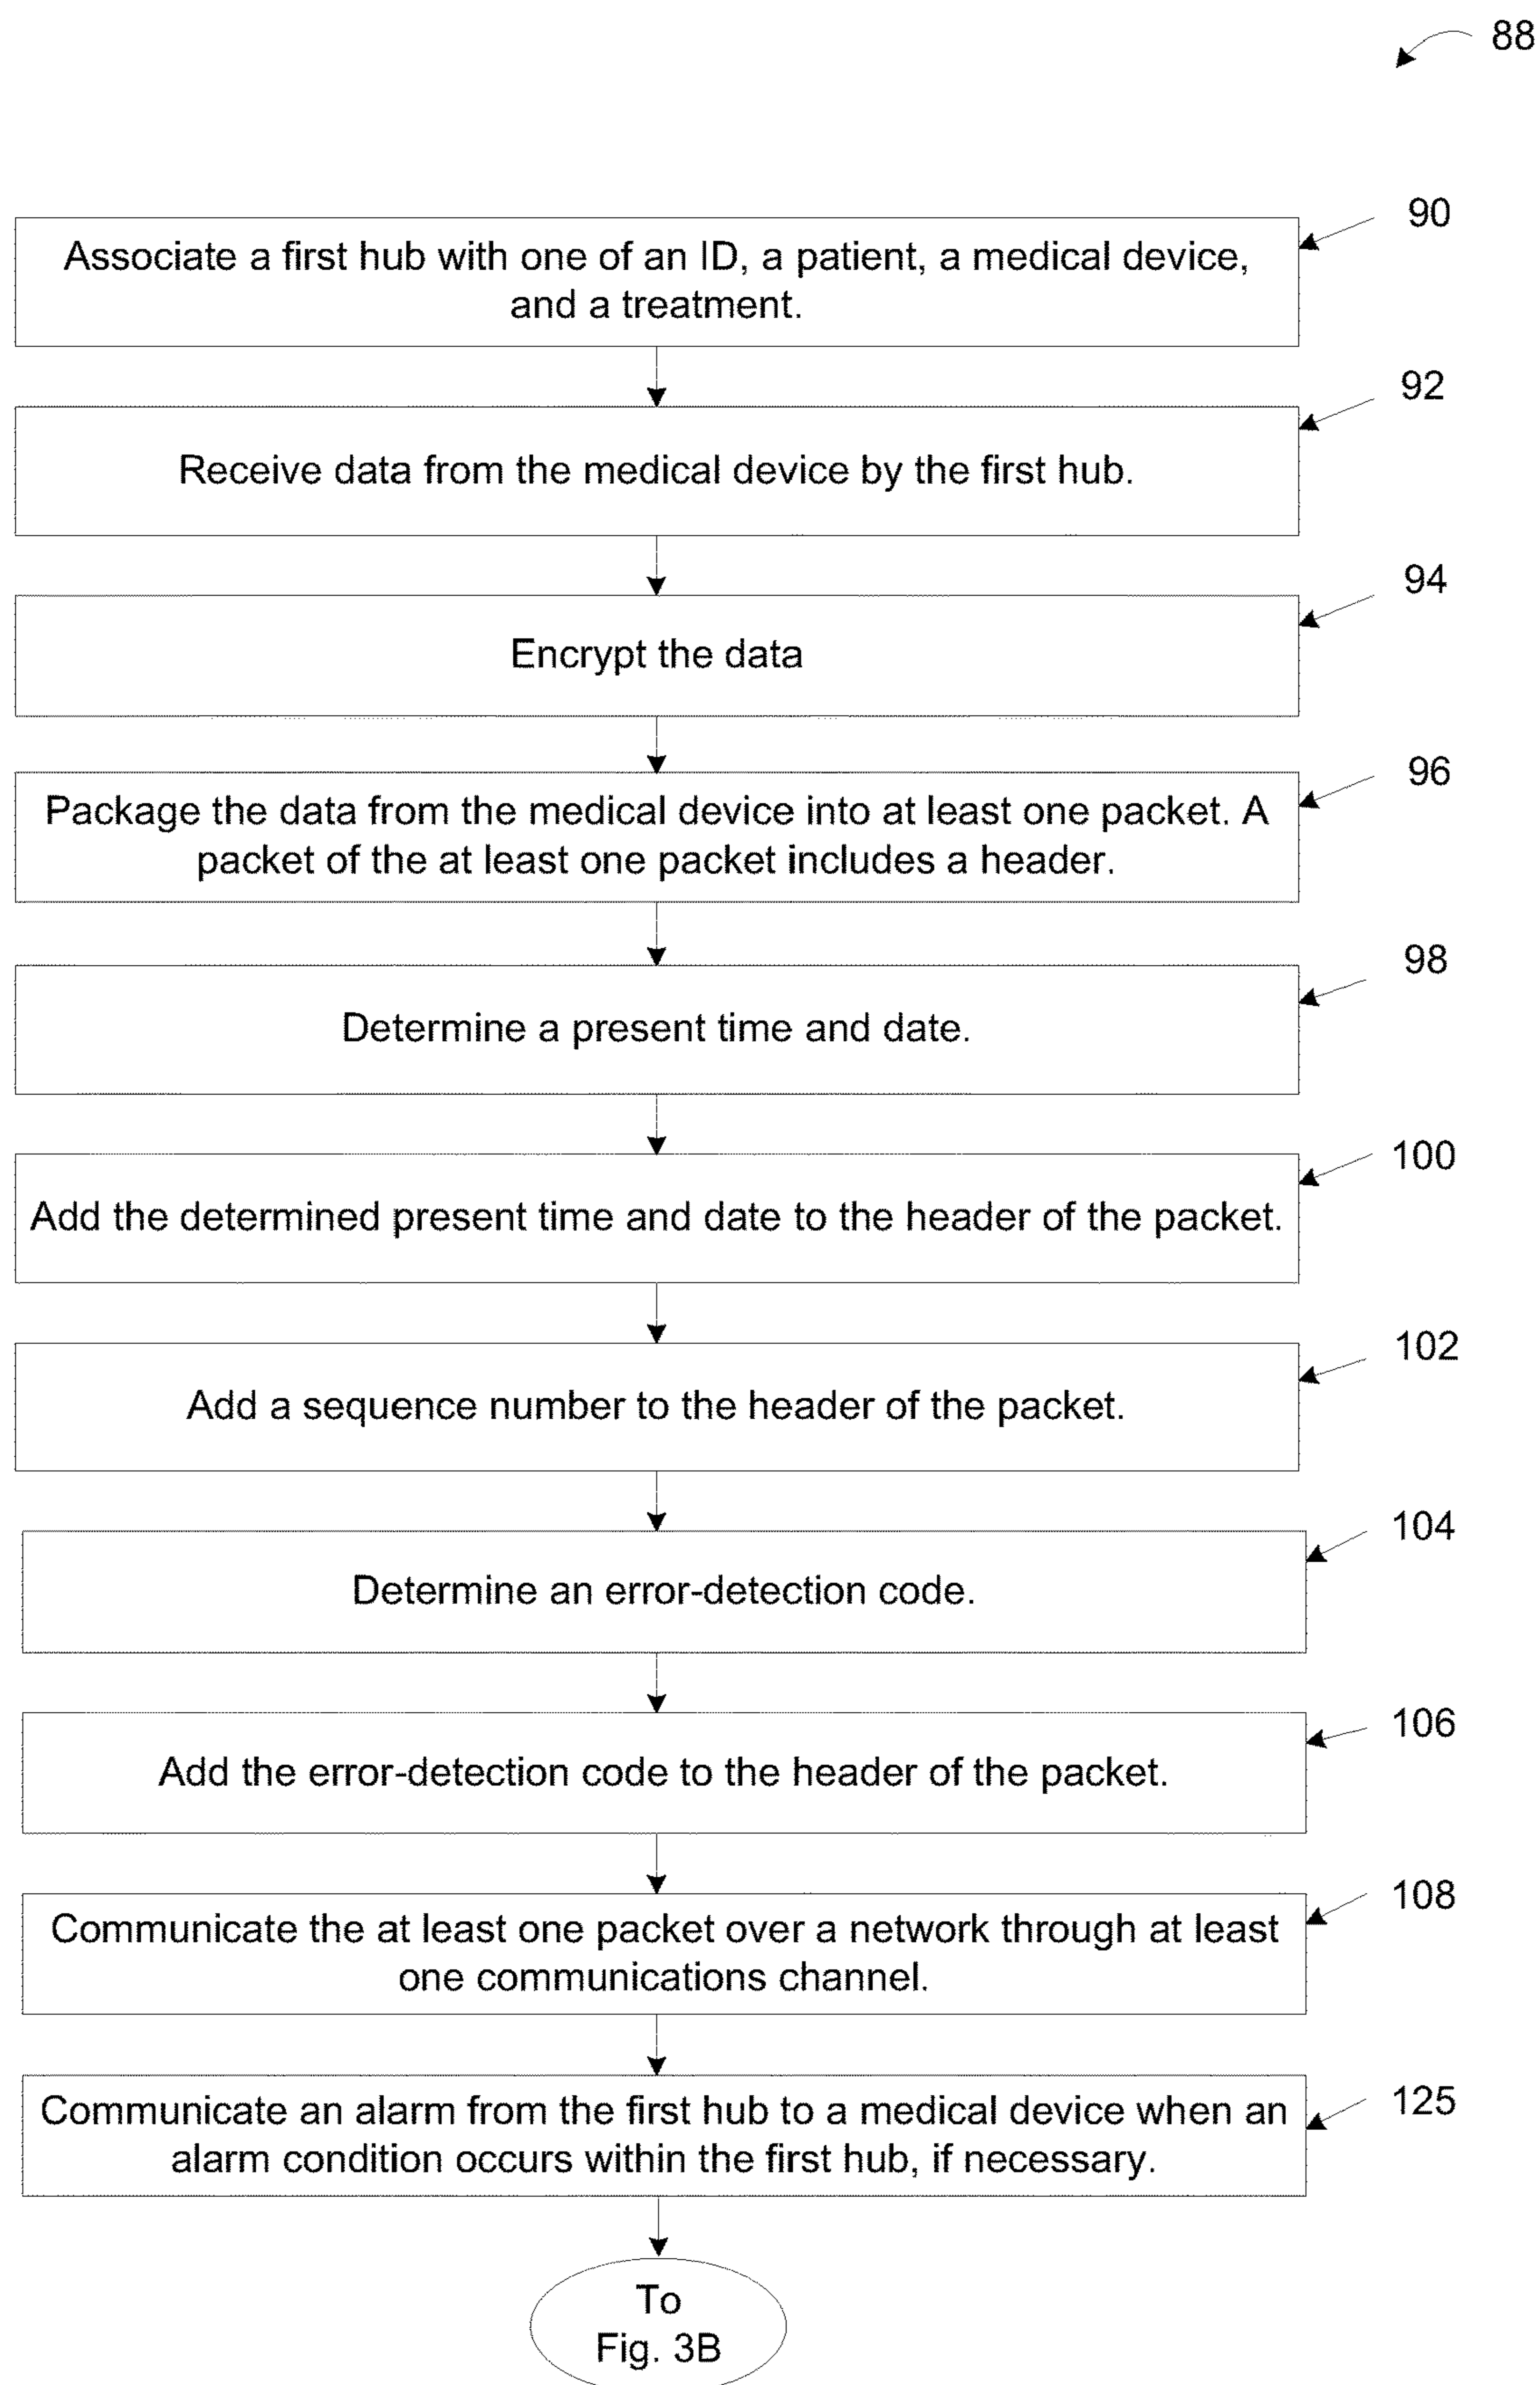 88
90
Associate a first hub with one of an ID, a patient, a medical device,
and a treatment.
92
Receive data from the medical device by the first hub.
94
Encrypt the data
96
Package the data from the medical device into at least one packet. A
packet of the at least one packet includes a header.
98
Determine a present time and date.
100
Add the determined present time and date to the header of the packet.
102
Add a sequence number to the header of the packet.
104
Determine an error-detection code.
106
Add the error-detection code to the header of the packet.
108
Communicate the at least one packet over a network through at least
one communications channel.
125
Communicate an alarm from the first hub to a medical device when an
alarm condition occurs within the first hub, if necessary.
To
Fig. 3B